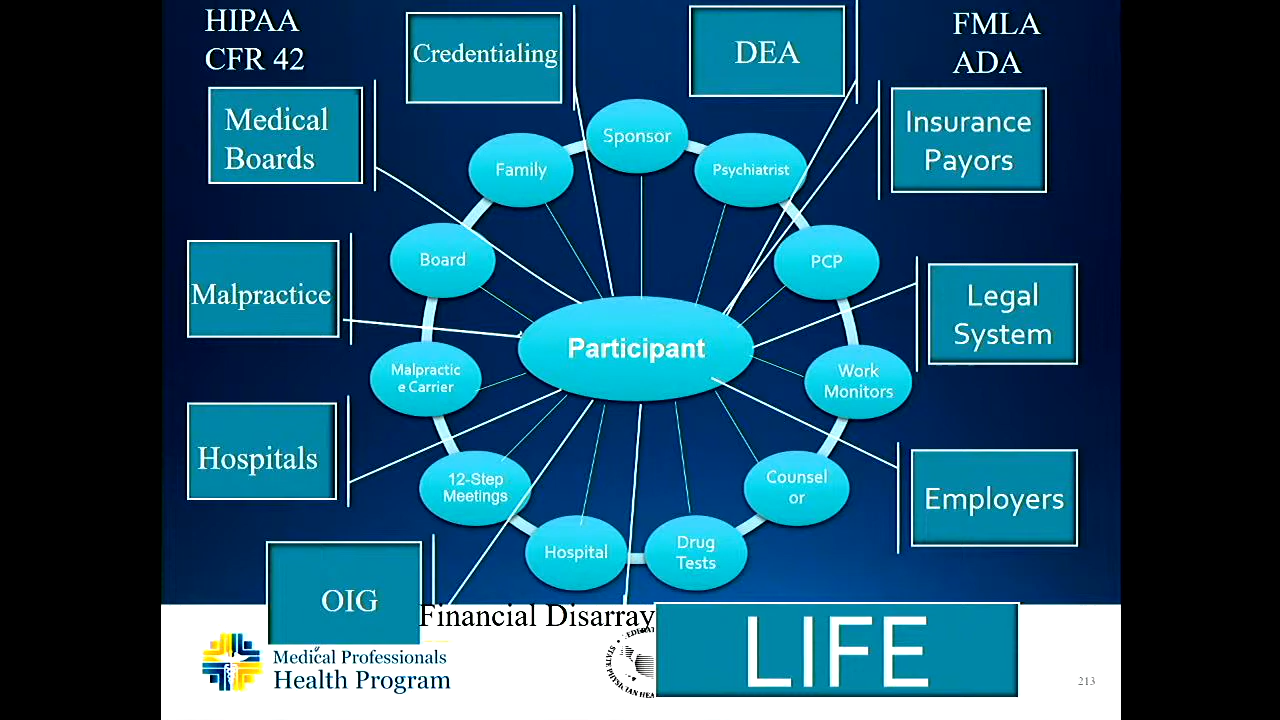 HIPAA
CFR 42
Credentialing
DEA
FMLA
ADA
Medical
Boards
Insurance
Payors
Sponsor
Family
Psychiatrist
Board
PCP
Malpractice
Legal
System
Participant
Malpractic
e Carrier
Work
Monitors
Hospitals
12-Step
Meetings
Counsel
or
Employers
Hospital
Drug
Tests
OIG
Financial Disarray
LIFE
Medical Professionals
Health Program
213